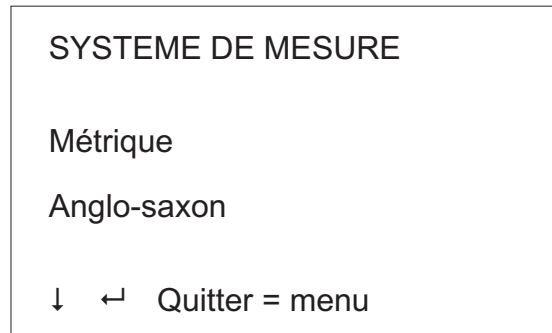 SYSTEME DE MESURE
Métrique
Anglo-saxon
↓ ↵ Quitter = menu